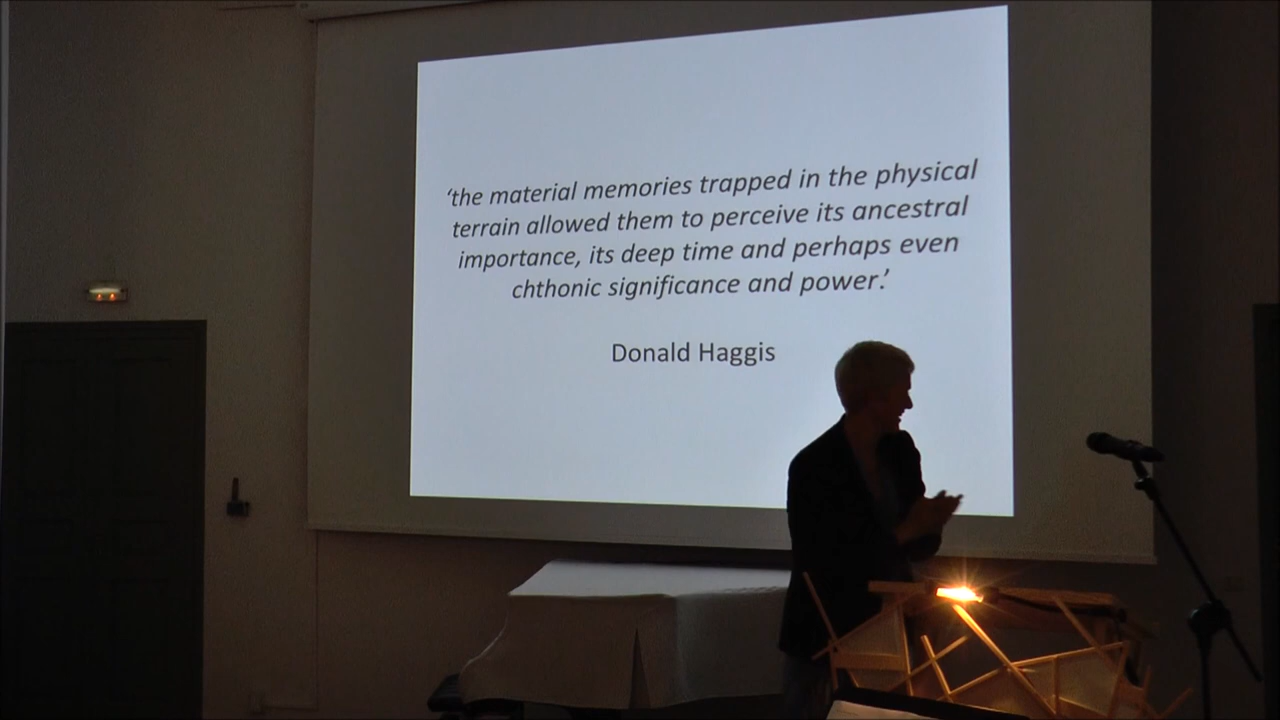 ‘the material memories trapped in the physical
terrain allowed them to perceive its ancestral
importance, its deep time and perhaps even
chthonic significance and power.’
Donald Haggis